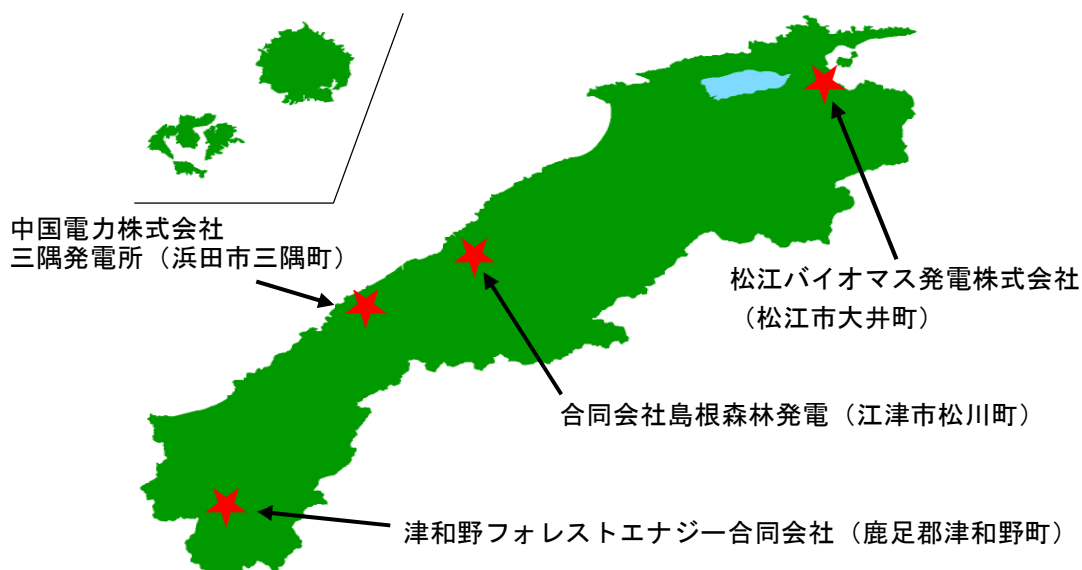 中国電力株式会社
三隅発電所（浜田市三隅町）
松江バイオマス発電株式会社
（松江市大井町）
合同会社島根森林発電（江津市松川町）
津和野フォレストエナジー合同会社（鹿足郡津和野町）